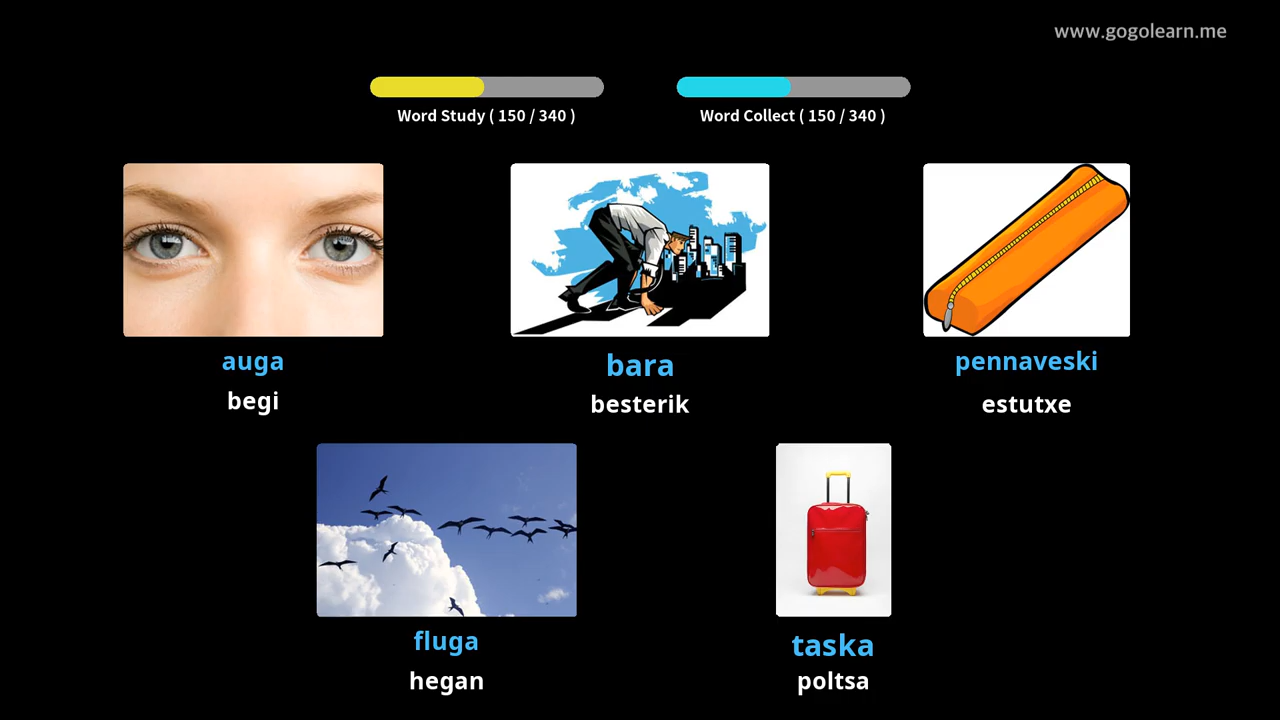 www.gogolearn.me
Word Study ( 150 / 340 )
Word Collect ( 150 / 340 )
auga
begi
bara
besterik
pennaveski
estutxe
fluga
hegan
taska
poltsa